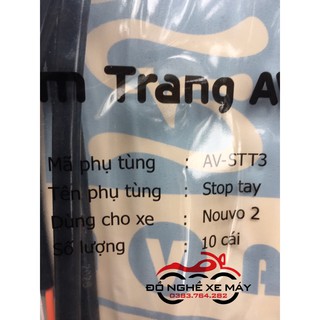 m Trang A
Mã phụ tùng : AV-STT3
Tên phụ tùng : Stop tay
Dùng cho xe : Nouvo 2
Số lượng : 10 cái
ĐỒ NGHỀ XE MÁY
0363.764.282